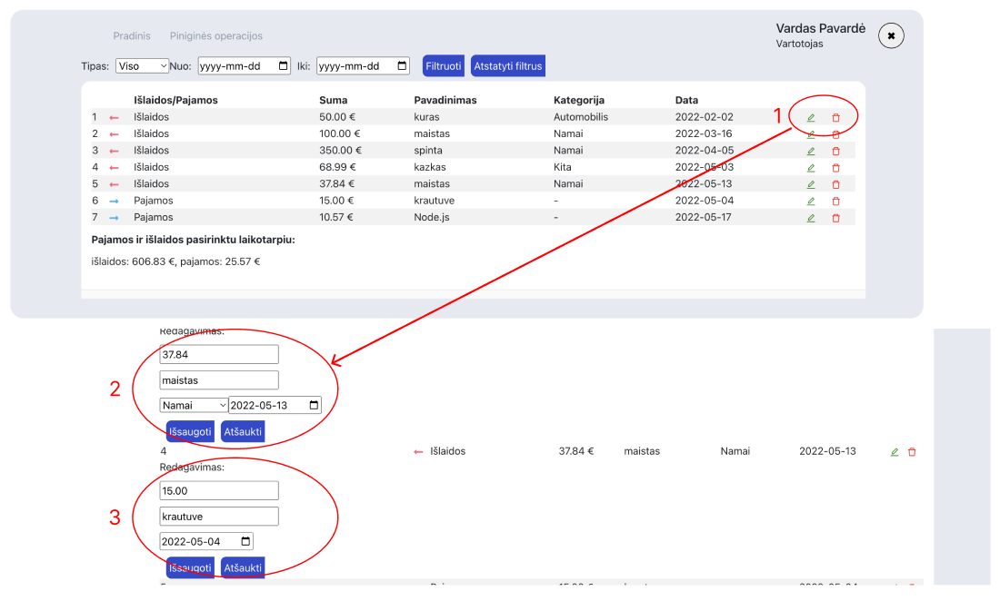 Vardas Pavardė
Vartotojas
Pradinis Piniginės operacijos
Tipas: Viso Nuo: yyyy-mm-dd Iki: yyyy-mm-dd Filtruoti Atstatyti filtrus
Išlaidos/Pajamos Suma Pavadinimas Kategorija Data
1 Išlaidos 50.00 € kuras Automobilis 2022-02-02 1
2 Išlaidos 100.00 € maistas Namai 2022-03-16
3 Išlaidos 350.00 € spinta Namai 2022-04-05
4 Išlaidos 68.99 € kazkas Kita 2022-05-03
5 Išlaidos 37.84 € maistas Namai 2022-05-13
6 Pajamos 15.00 € krautuve - 2022-05-04
7 Pajamos 10.57 € Node.js - 2022-05-17
Pajamos ir išlaidos pasirinktu laikotarpiu:
išlaidos: 606.83 €, pajamos: 25.57 €
Redagavimas:
37.84
maistas
2
Namai 2022-05-13
Išsaugoti Atšaukti
4 Išlaidos 37.84 € maistas Namai 2022-05-13
Redagavimas:
15.00
krautuve
3
2022-05-04
Išsaugoti Atšaukti